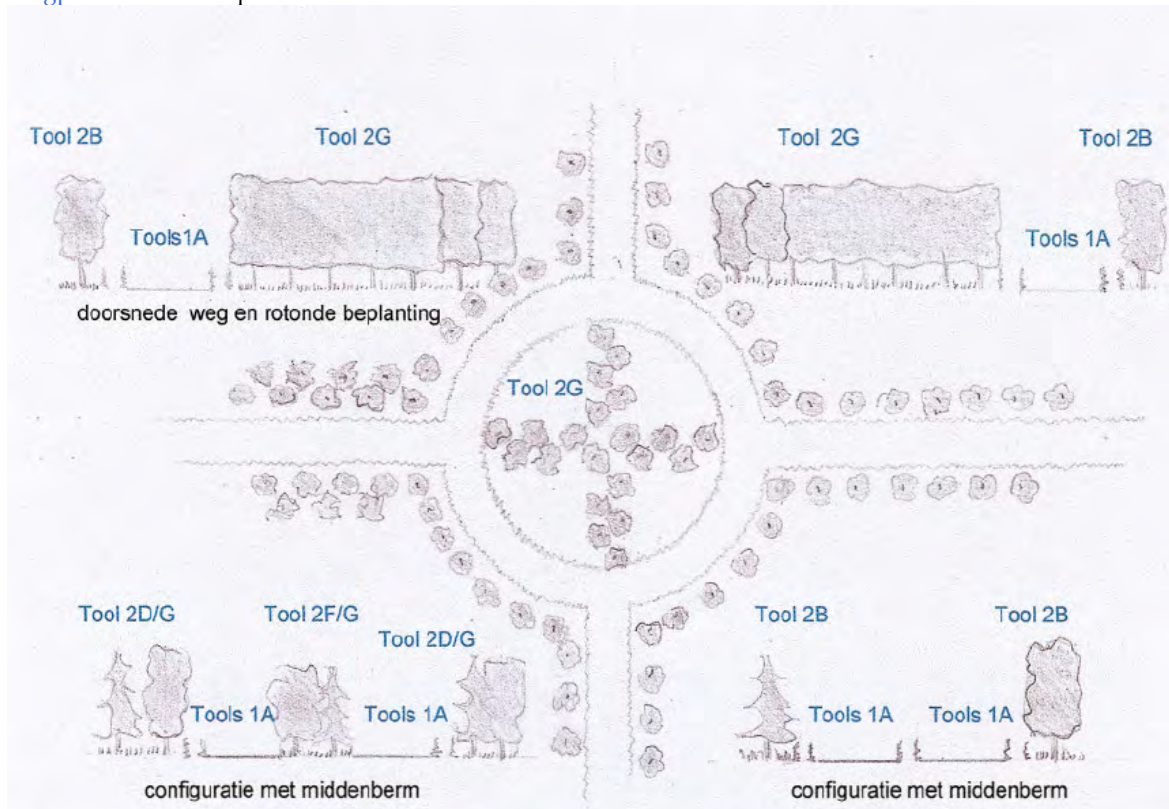 Tool 2B
Tool 2G
Tool 2G
Tool 2B
Tools1A
Tools 1A
doorsnede weg en rotonde beplanting
Tool 2G
Tool 2D/G
Tool 2F/G
Tool 2D/G
Tool 2B
Tool 2B
Tools 1A
Tools 1A
Tools 1A
Tools 1A
configuratie met middenberm
configuratie met middenberm